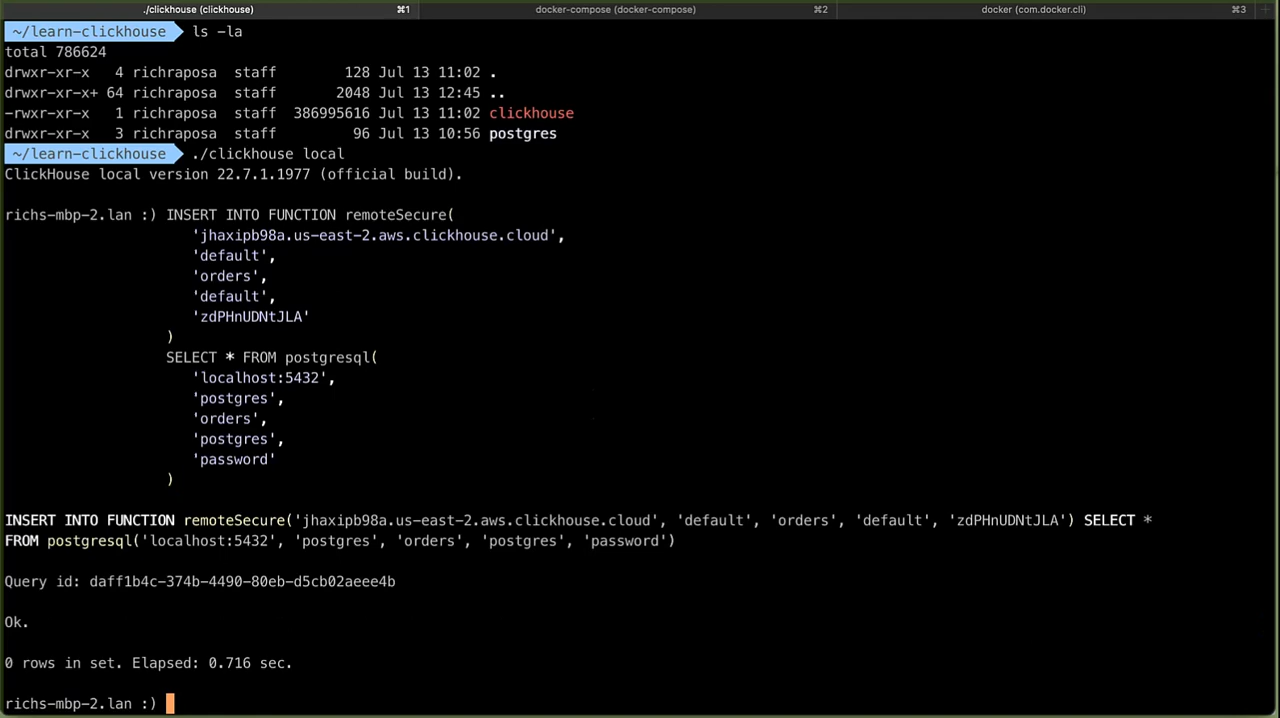 ./clickhouse (clickhouse) ⌘1 docker-compose (docker-compose) ⌘2 docker (com.docker.cli) ⌘3 +
~/learn-clickhouse ls -la
total 786624
drwxr-xr-x 4 richraposa staff 128 Jul 13 11:02 .
drwxr-xr-x+ 64 richraposa staff 2048 Jul 13 12:45 ..
-rwxr-xr-x 1 richraposa staff 386995616 Jul 13 11:02 clickhouse
drwxr-xr-x 3 richraposa staff 96 Jul 13 10:56 postgres
~/learn-clickhouse ./clickhouse local
ClickHouse local version 22.7.1.1977 (official build).
richs-mbp-2.lan :) INSERT INTO FUNCTION remoteSecure(
'jhaxipb98a.us-east-2.aws.clickhouse.cloud',
'default',
'orders',
'default',
'zdPHnUDNtJLA'
)
SELECT * FROM postgresql(
'localhost:5432',
'postgres',
'orders',
'postgres',
'password'
)
INSERT INTO FUNCTION remoteSecure('jhaxipb98a.us-east-2.aws.clickhouse.cloud', 'default', 'orders', 'default', 'zdPHnUDNtJLA') SELECT *
FROM postgresql('localhost:5432', 'postgres', 'orders', 'postgres', 'password')
Query id: daff1b4c-374b-4490-80eb-d5cb02aeee4b
Ok.
0 rows in set. Elapsed: 0.716 sec.
richs-mbp-2.lan :)